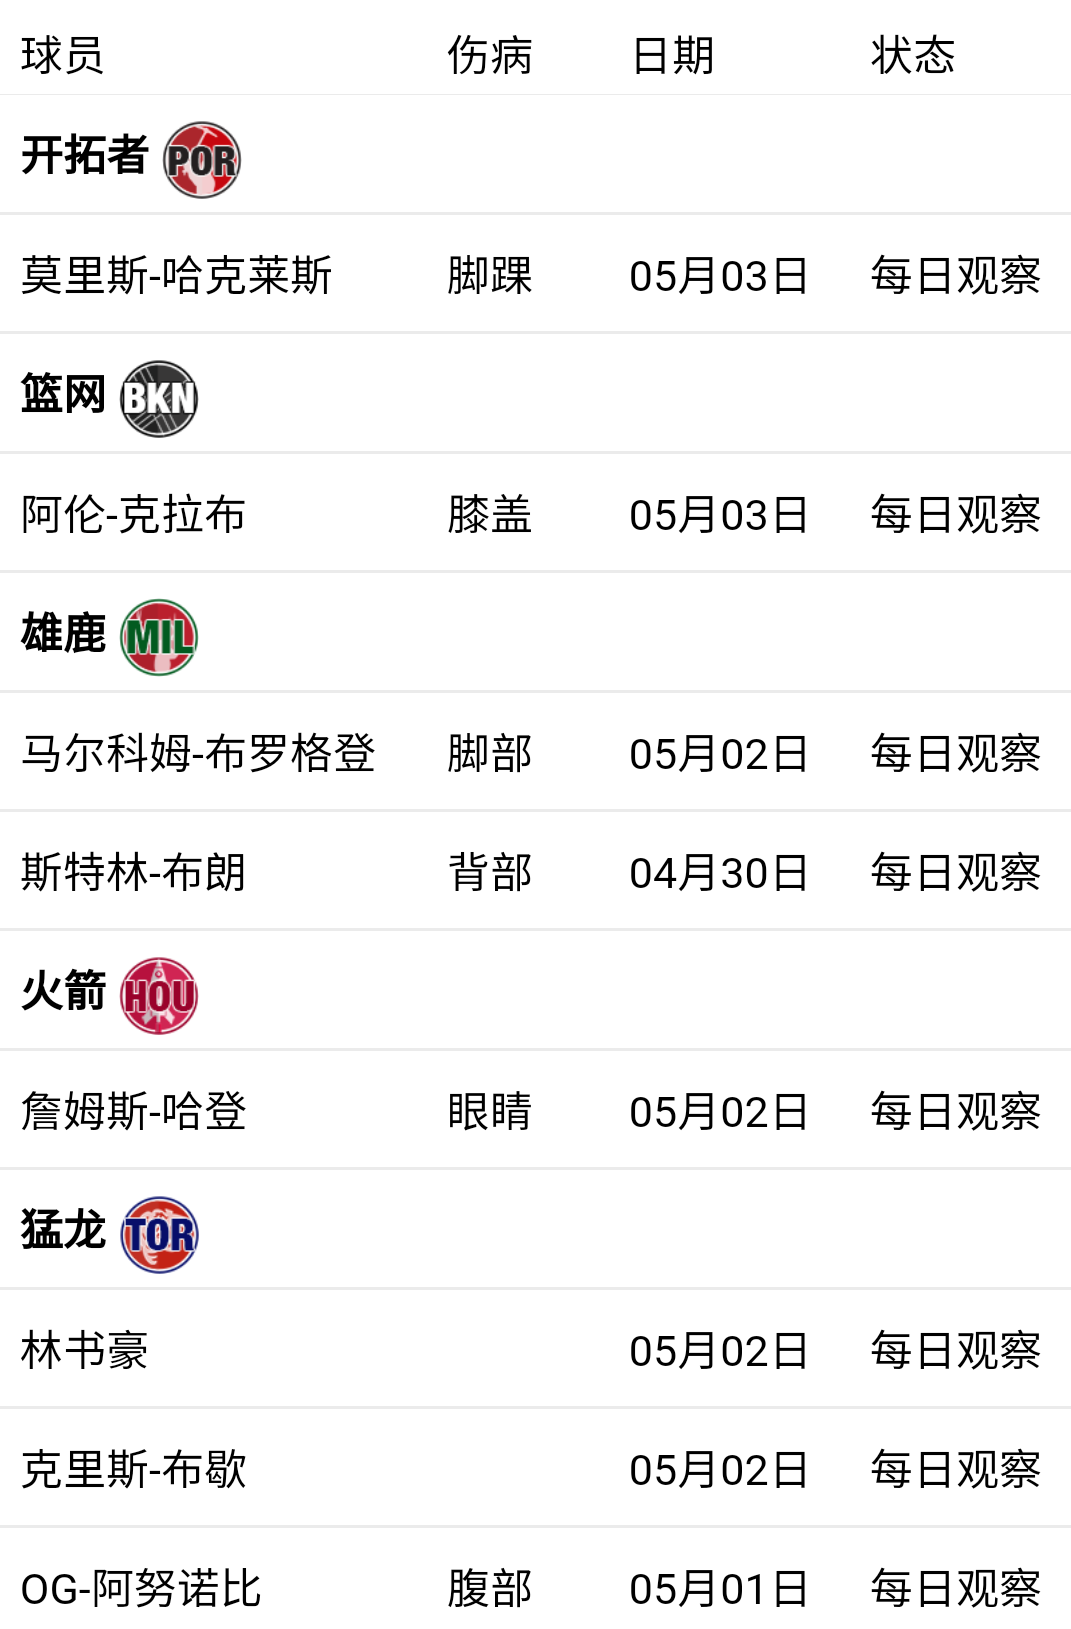 球员 伤病 日期 状态
开拓者 POR
莫里斯-哈克莱斯 脚踝 05月03日 每日观察
篮网 BKN
阿伦-克拉布 膝盖 05月03日 每日观察
雄鹿 MIL
马尔科姆-布罗格登 脚部 05月02日 每日观察
斯特林-布朗 背部 04月30日 每日观察
火箭 HOU
詹姆斯-哈登 眼睛 05月02日 每日观察
猛龙 TOR
林书豪 05月02日 每日观察
克里斯-布歇 05月02日 每日观察
OG-阿努诺比 腹部 05月01日 每日观察